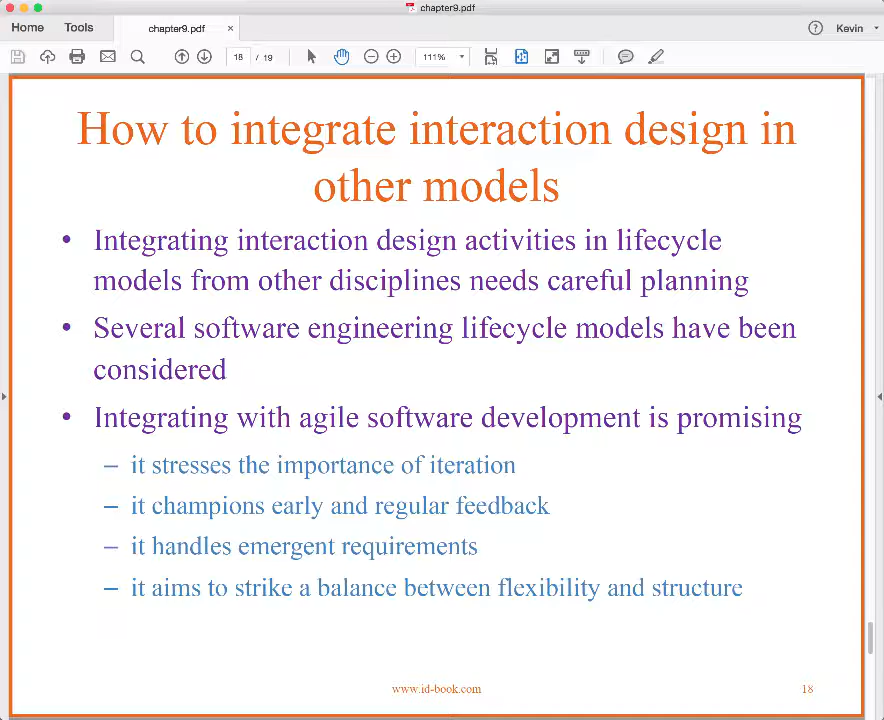 chapter9.pdf
Home Tools chapter9.pdf × ? Kevin
18 / 19 111%
How to integrate interaction design in
other models
• Integrating interaction design activities in lifecycle
models from other disciplines needs careful planning
• Several software engineering lifecycle models have been
considered
• Integrating with agile software development is promising
– it stresses the importance of iteration
– it champions early and regular feedback
– it handles emergent requirements
– it aims to strike a balance between flexibility and structure
www.id-book.com 18